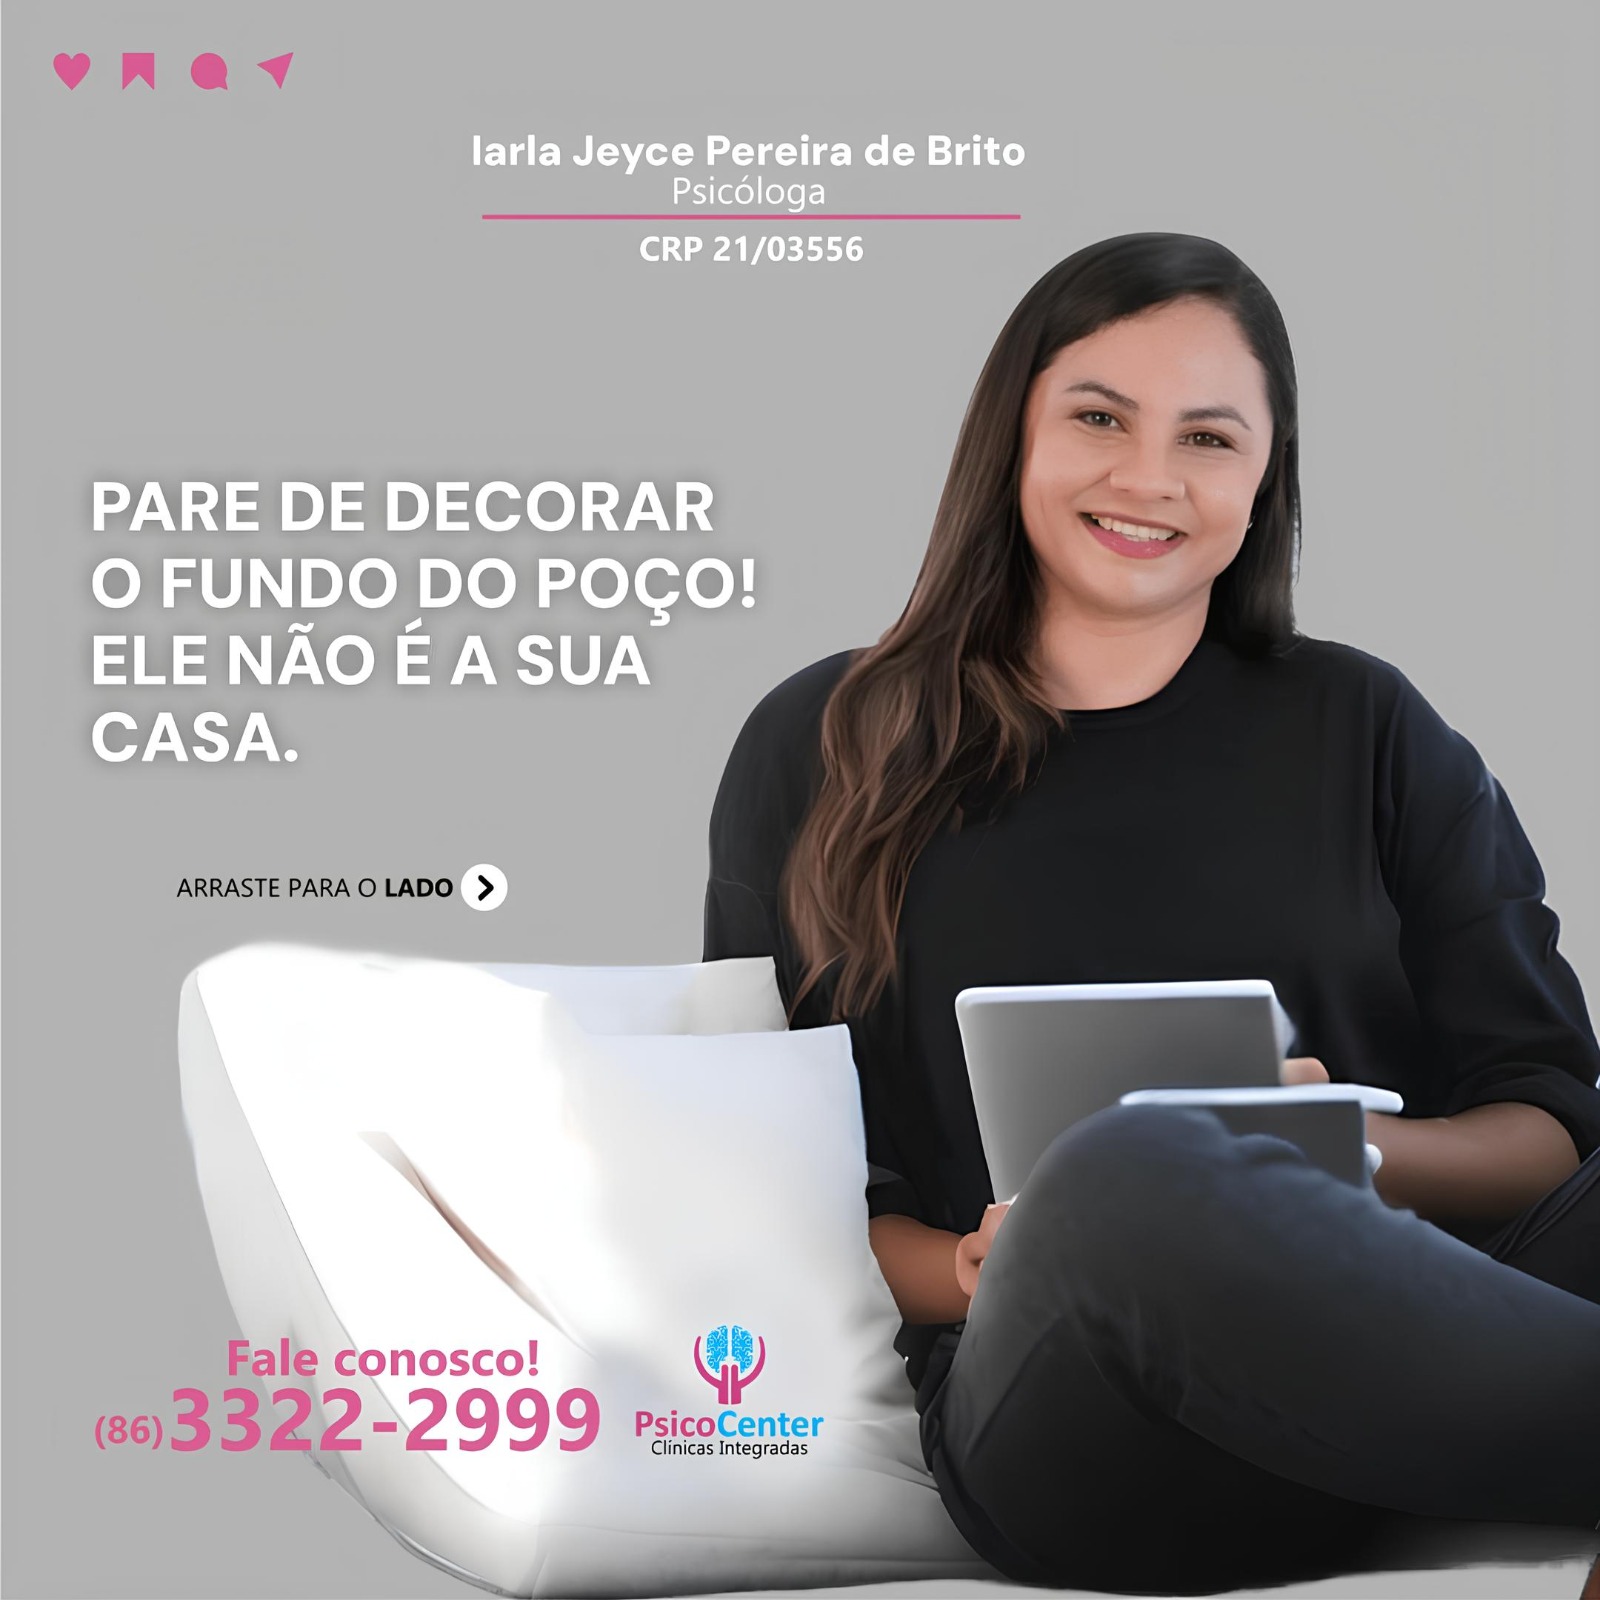 Iarla Jeyce Pereira de Brito
Psicóloga
CRP 21/03556
PARE DE DECORAR
O FUNDO DO POÇO!
ELE NÃO É A SUA
CASA.
ARRASTE PARA O LADO
Fale conosco!
(86)3322-2999
PsicoCenter
Clínicas Integradas